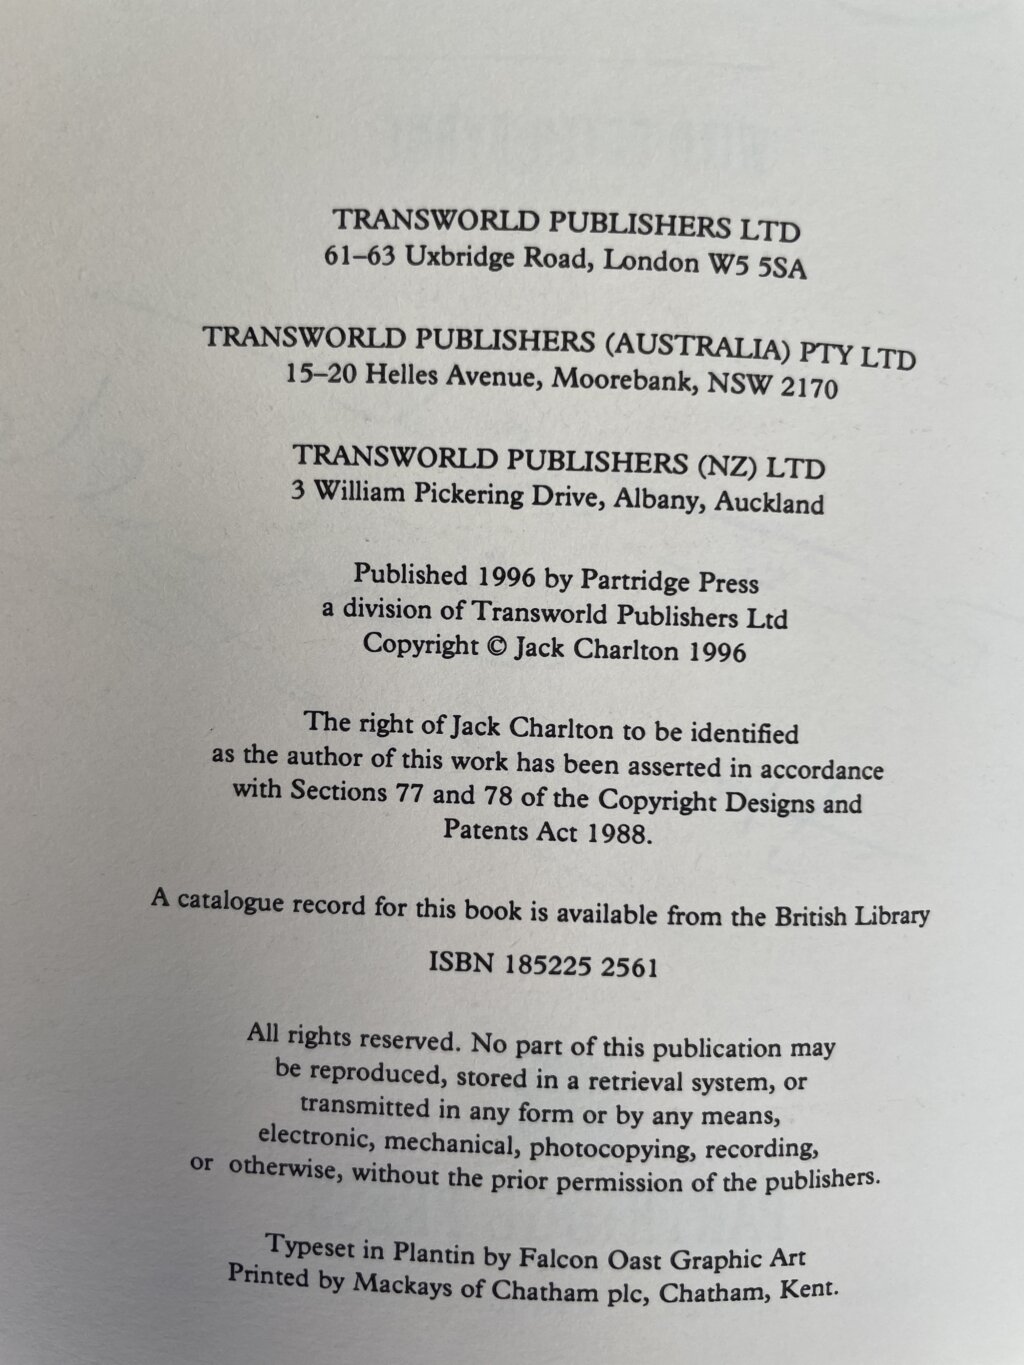 TRANSWORLD PUBLISHERS LTD
61–63 Uxbridge Road, London W5 5SA
TRANSWORLD PUBLISHERS (AUSTRALIA) PTY LTD
15–20 Helles Avenue, Moorebank, NSW 2170
TRANSWORLD PUBLISHERS (NZ) LTD
3 William Pickering Drive, Albany, Auckland
Published 1996 by Partridge Press
a division of Transworld Publishers Ltd
Copyright © Jack Charlton 1996
The right of Jack Charlton to be identified
as the author of this work has been asserted in accordance
with Sections 77 and 78 of the Copyright Designs and
Patents Act 1988.
A catalogue record for this book is available from the British Library
ISBN 185225 2561
All rights reserved. No part of this publication may
be reproduced, stored in a retrieval system, or
transmitted in any form or by any means,
electronic, mechanical, photocopying, recording,
or otherwise, without the prior permission of the publishers.
Typeset in Plantin by Falcon Oast Graphic Art
Printed by Mackays of Chatham plc, Chatham, Kent.